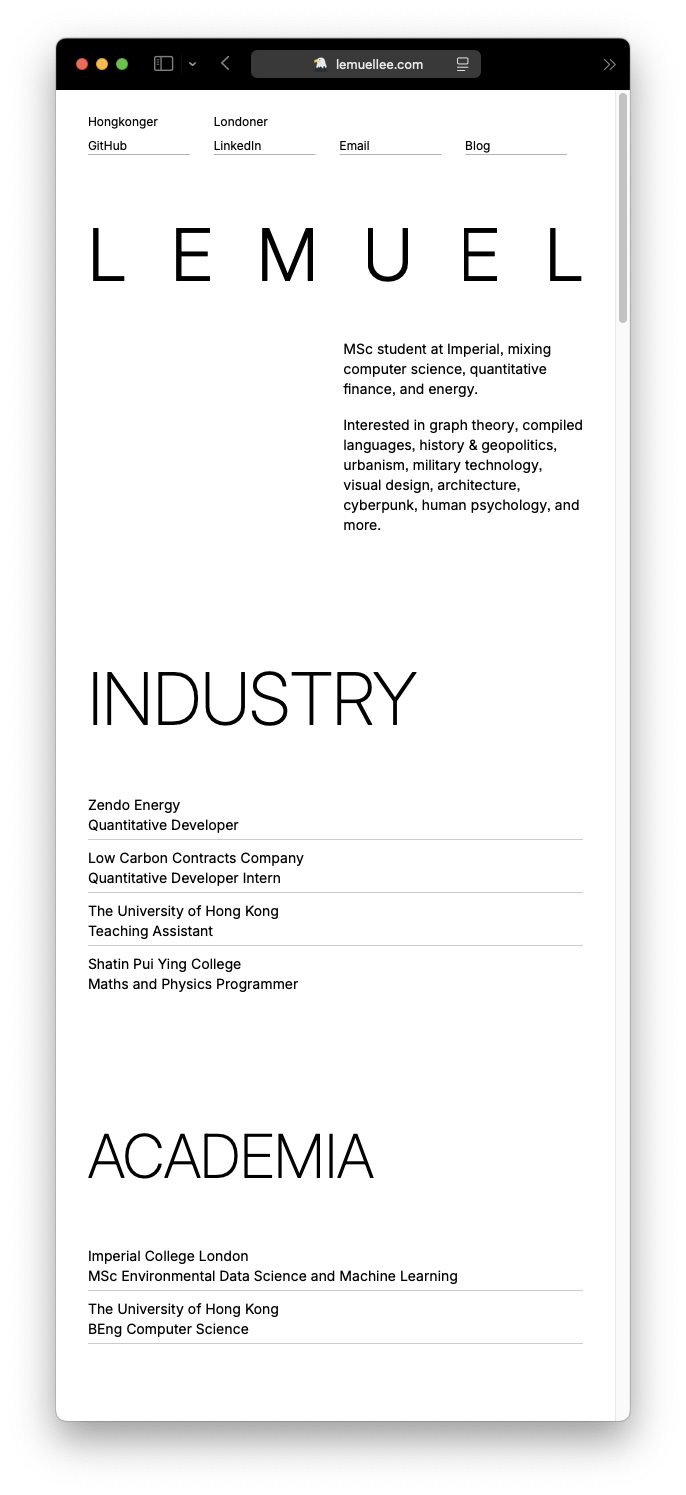 lemuellee.com
Hongkonger Londoner
GitHub LinkedIn Email Blog
LEMUEL
MSc student at Imperial, mixing
computer science, quantitative
finance, and energy.
Interested in graph theory, compiled
languages, history & geopolitics,
urbanism, military technology,
visual design, architecture,
cyberpunk, human psychology, and
more.
INDUSTRY
Zendo Energy
Quantitative Developer
Low Carbon Contracts Company
Quantitative Developer Intern
The University of Hong Kong
Teaching Assistant
Shatin Pui Ying College
Maths and Physics Programmer
ACADEMIA
Imperial College London
MSc Environmental Data Science and Machine Learning
The University of Hong Kong
BEng Computer Science